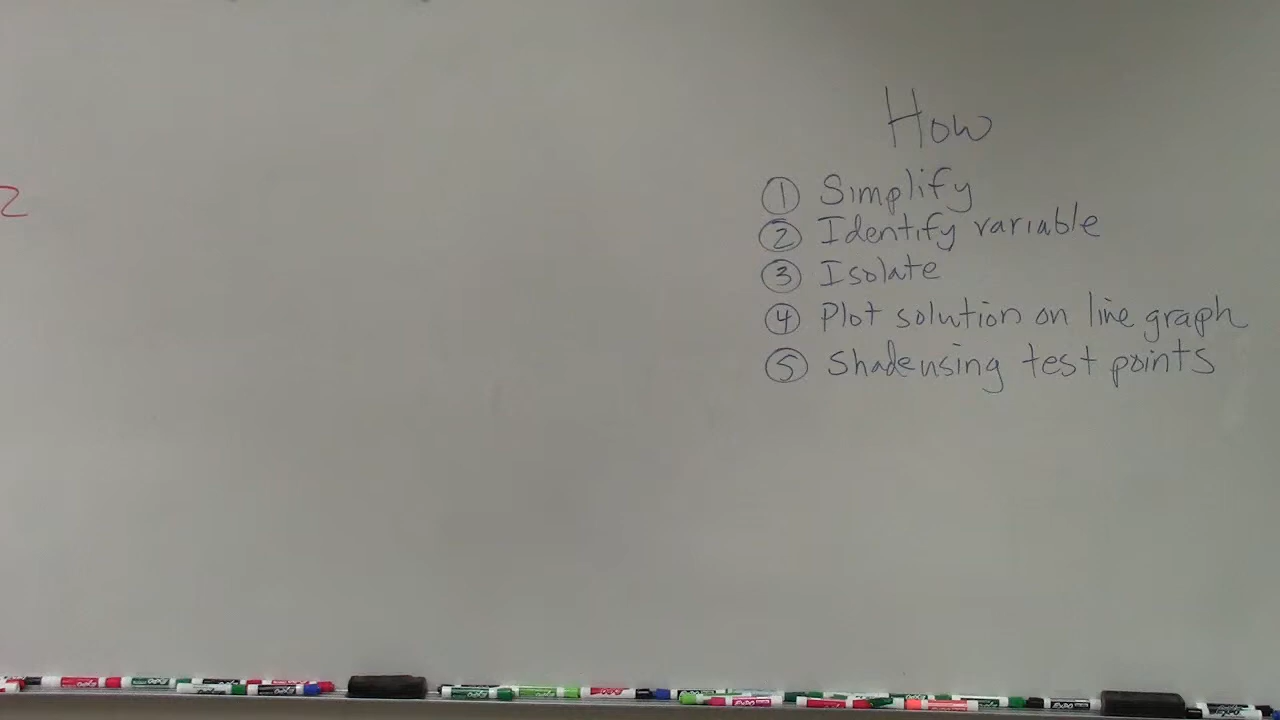 How
2
① Simplify
② Identify variable
③ Isolate
④ Plot solution on line graph
⑤ Shade using test points